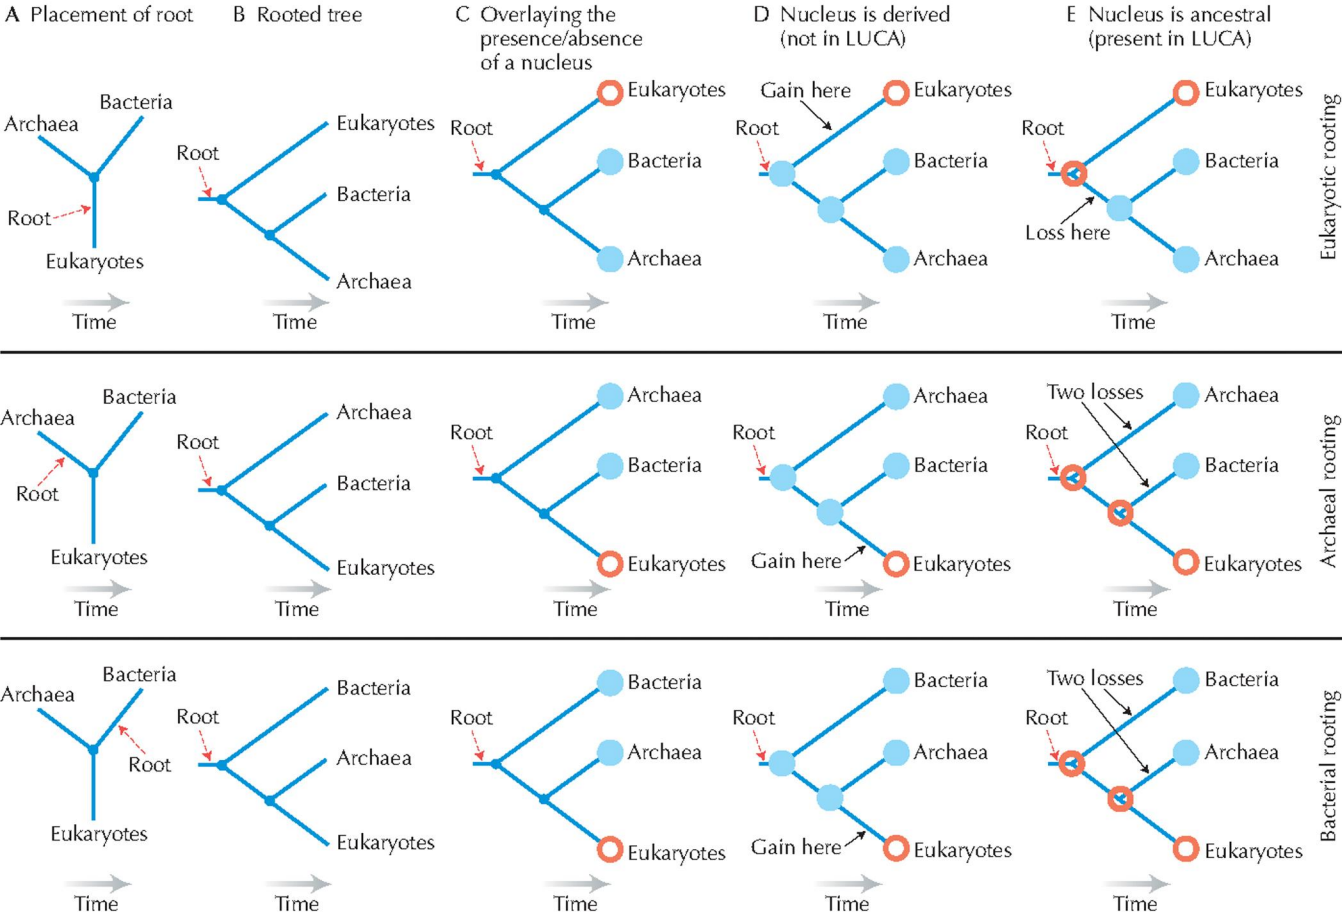 A Placement of root
B Rooted tree
C Overlaying the
presence/absence
of a nucleus
D Nucleus is derived
(not in LUCA)
E Nucleus is ancestral
(present in LUCA)
Archaea
Bacteria
Root
Eukaryotes
Time
Root
Eukaryotes
Bacteria
Archaea
Time
Root
Eukaryotes
Bacteria
Archaea
Time
Gain here
Root
Eukaryotes
Bacteria
Archaea
Time
Root
Loss here
Eukaryotes
Bacteria
Archaea
Time
Eukaryotic rooting
Archaea
Bacteria
Root
Eukaryotes
Time
Root
Archaea
Bacteria
Eukaryotes
Time
Root
Archaea
Bacteria
Eukaryotes
Time
Root
Archaea
Bacteria
Gain here
Eukaryotes
Time
Two losses
Root
Archaea
Bacteria
Eukaryotes
Time
Archaeal rooting
Archaea
Bacteria
Root
Eukaryotes
Time
Root
Bacteria
Archaea
Eukaryotes
Time
Root
Bacteria
Archaea
Eukaryotes
Time
Root
Bacteria
Archaea
Gain here
Eukaryotes
Time
Two losses
Root
Bacteria
Archaea
Eukaryotes
Time
Bacterial rooting